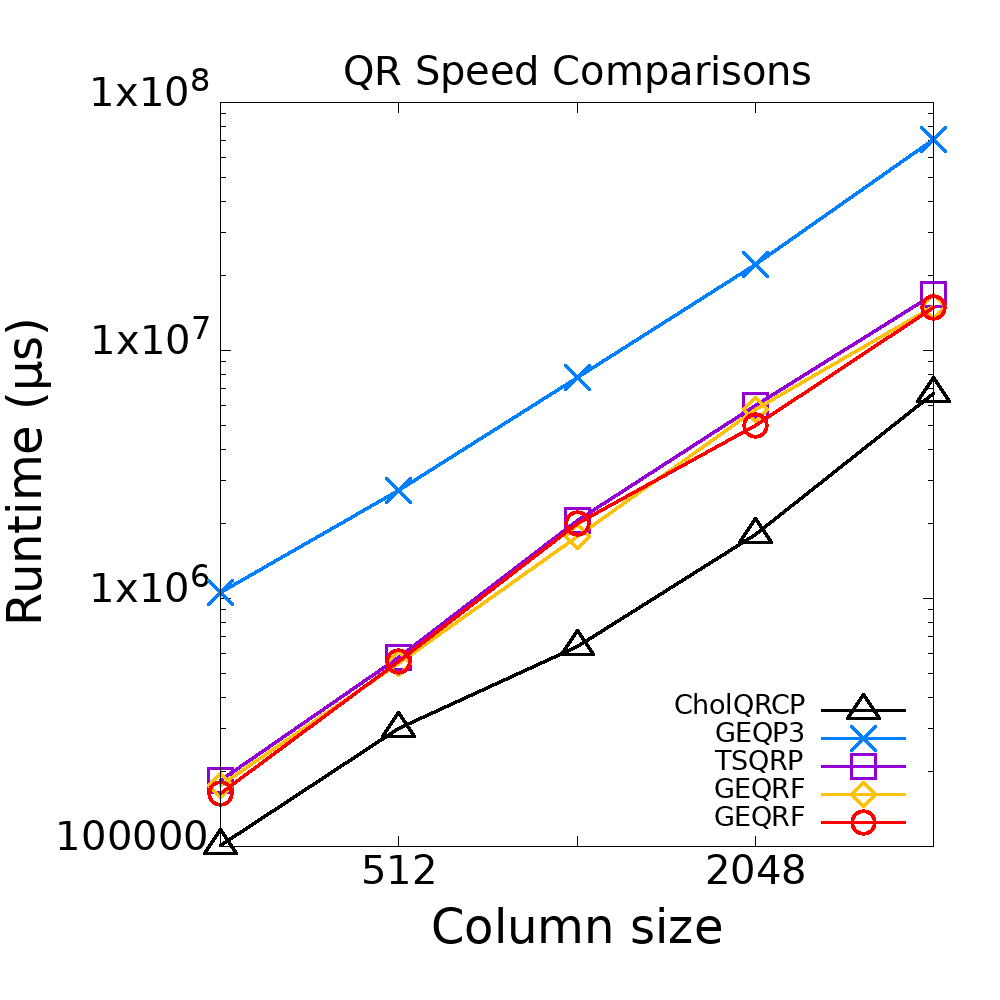 QR Speed Comparisons
1x10⁸
1x10⁷
1x10⁶
100000
Runtime (µs)
512
2048
Column size
CholQRCP
GEQP3
TSQRP
GEQRF
GEQRF